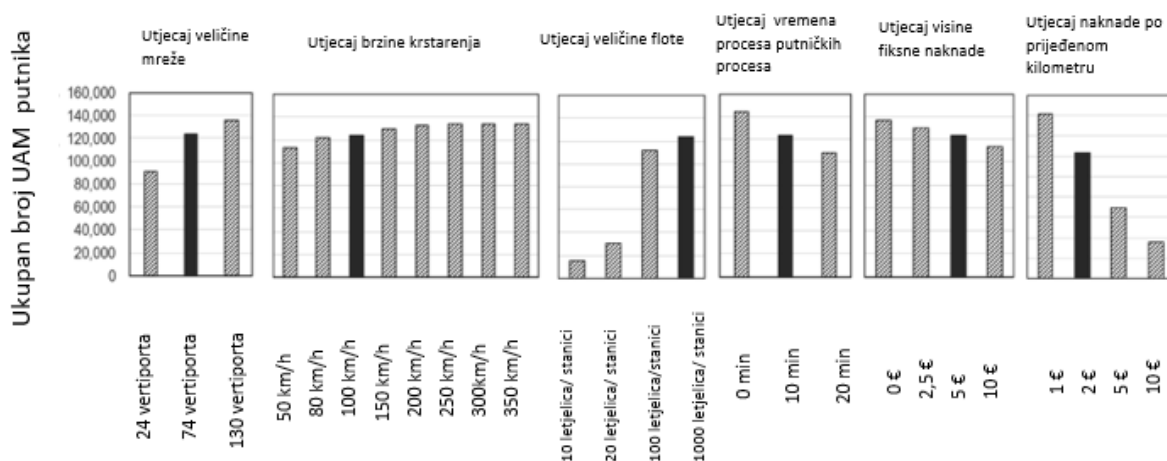 Utjecaj veličine
mreže
Utjecaj brzine krstarenja
Utjecaj veličine flote
Utjecaj vremena
procesa putničkih
procesa
Utjecaj visine
fiksne naknade
Utjecaj naknade po
prijeđenom
kilometru
Ukupan broj UAM putnika
160,000
140,000
120,000
100,000
80,000
60,000
40,000
20,000
0
24 vertiporta
74 vertiporta
130 vertiporta
50 km/h
80 km/h
100 km/h
150 km/h
200 km/h
250 km/h
300km/h
350 km/h
10 letjelica/ stanici
20 letjelica/ stanici
100 letjelica/stanici
1000 letjelica/ stanici
0 min
10 min
20 min
0 €
2,5 €
5 €
10 €
1 €
2 €
5 €
10 €